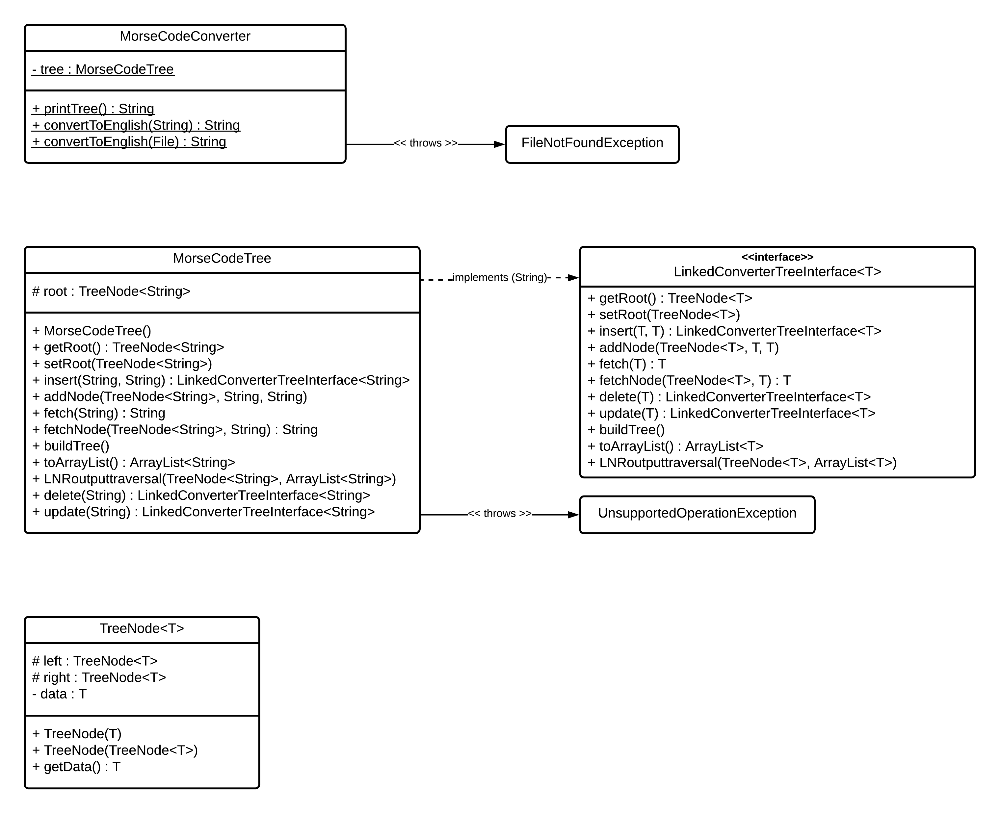 MorseCodeConverter
- tree : MorseCodeTree
+ printTree() : String
+ convertToEnglish(String) : String
+ convertToEnglish(File) : String
<< throws >>
FileNotFoundException
MorseCodeTree
# root : TreeNode<String>
+ MorseCodeTree()
+ getRoot() : TreeNode<String>
+ setRoot(TreeNode<String>)
+ insert(String, String) : LinkedConverterTreeInterface<String>
+ addNode(TreeNode<String>, String, String)
+ fetch(String) : String
+ fetchNode(TreeNode<String>, String) : String
+ buildTree()
+ toArrayList() : ArrayList<String>
+ LNRoutputtraversal(TreeNode<String>, ArrayList<String>)
+ delete(String) : LinkedConverterTreeInterface<String>
+ update(String) : LinkedConverterTreeInterface<String>
implements (String)
<<interface>>
LinkedConverterTreeInterface<T>
+ getRoot() : TreeNode<T>
+ setRoot(TreeNode<T>)
+ insert(T, T) : LinkedConverterTreeInterface<T>
+ addNode(TreeNode<T>, T, T)
+ fetch(T) : T
+ fetchNode(TreeNode<T>, T) : T
+ delete(T) : LinkedConverterTreeInterface<T>
+ update(T) : LinkedConverterTreeInterface<T>
+ buildTree()
+ toArrayList() : ArrayList<T>
+ LNRoutputtraversal(TreeNode<T>, ArrayList<T>)
<< throws >>
UnsupportedOperationException
TreeNode<T>
# left : TreeNode<T>
# right : TreeNode<T>
- data : T
+ TreeNode(T)
+ TreeNode(TreeNode<T>)
+ getData() : T